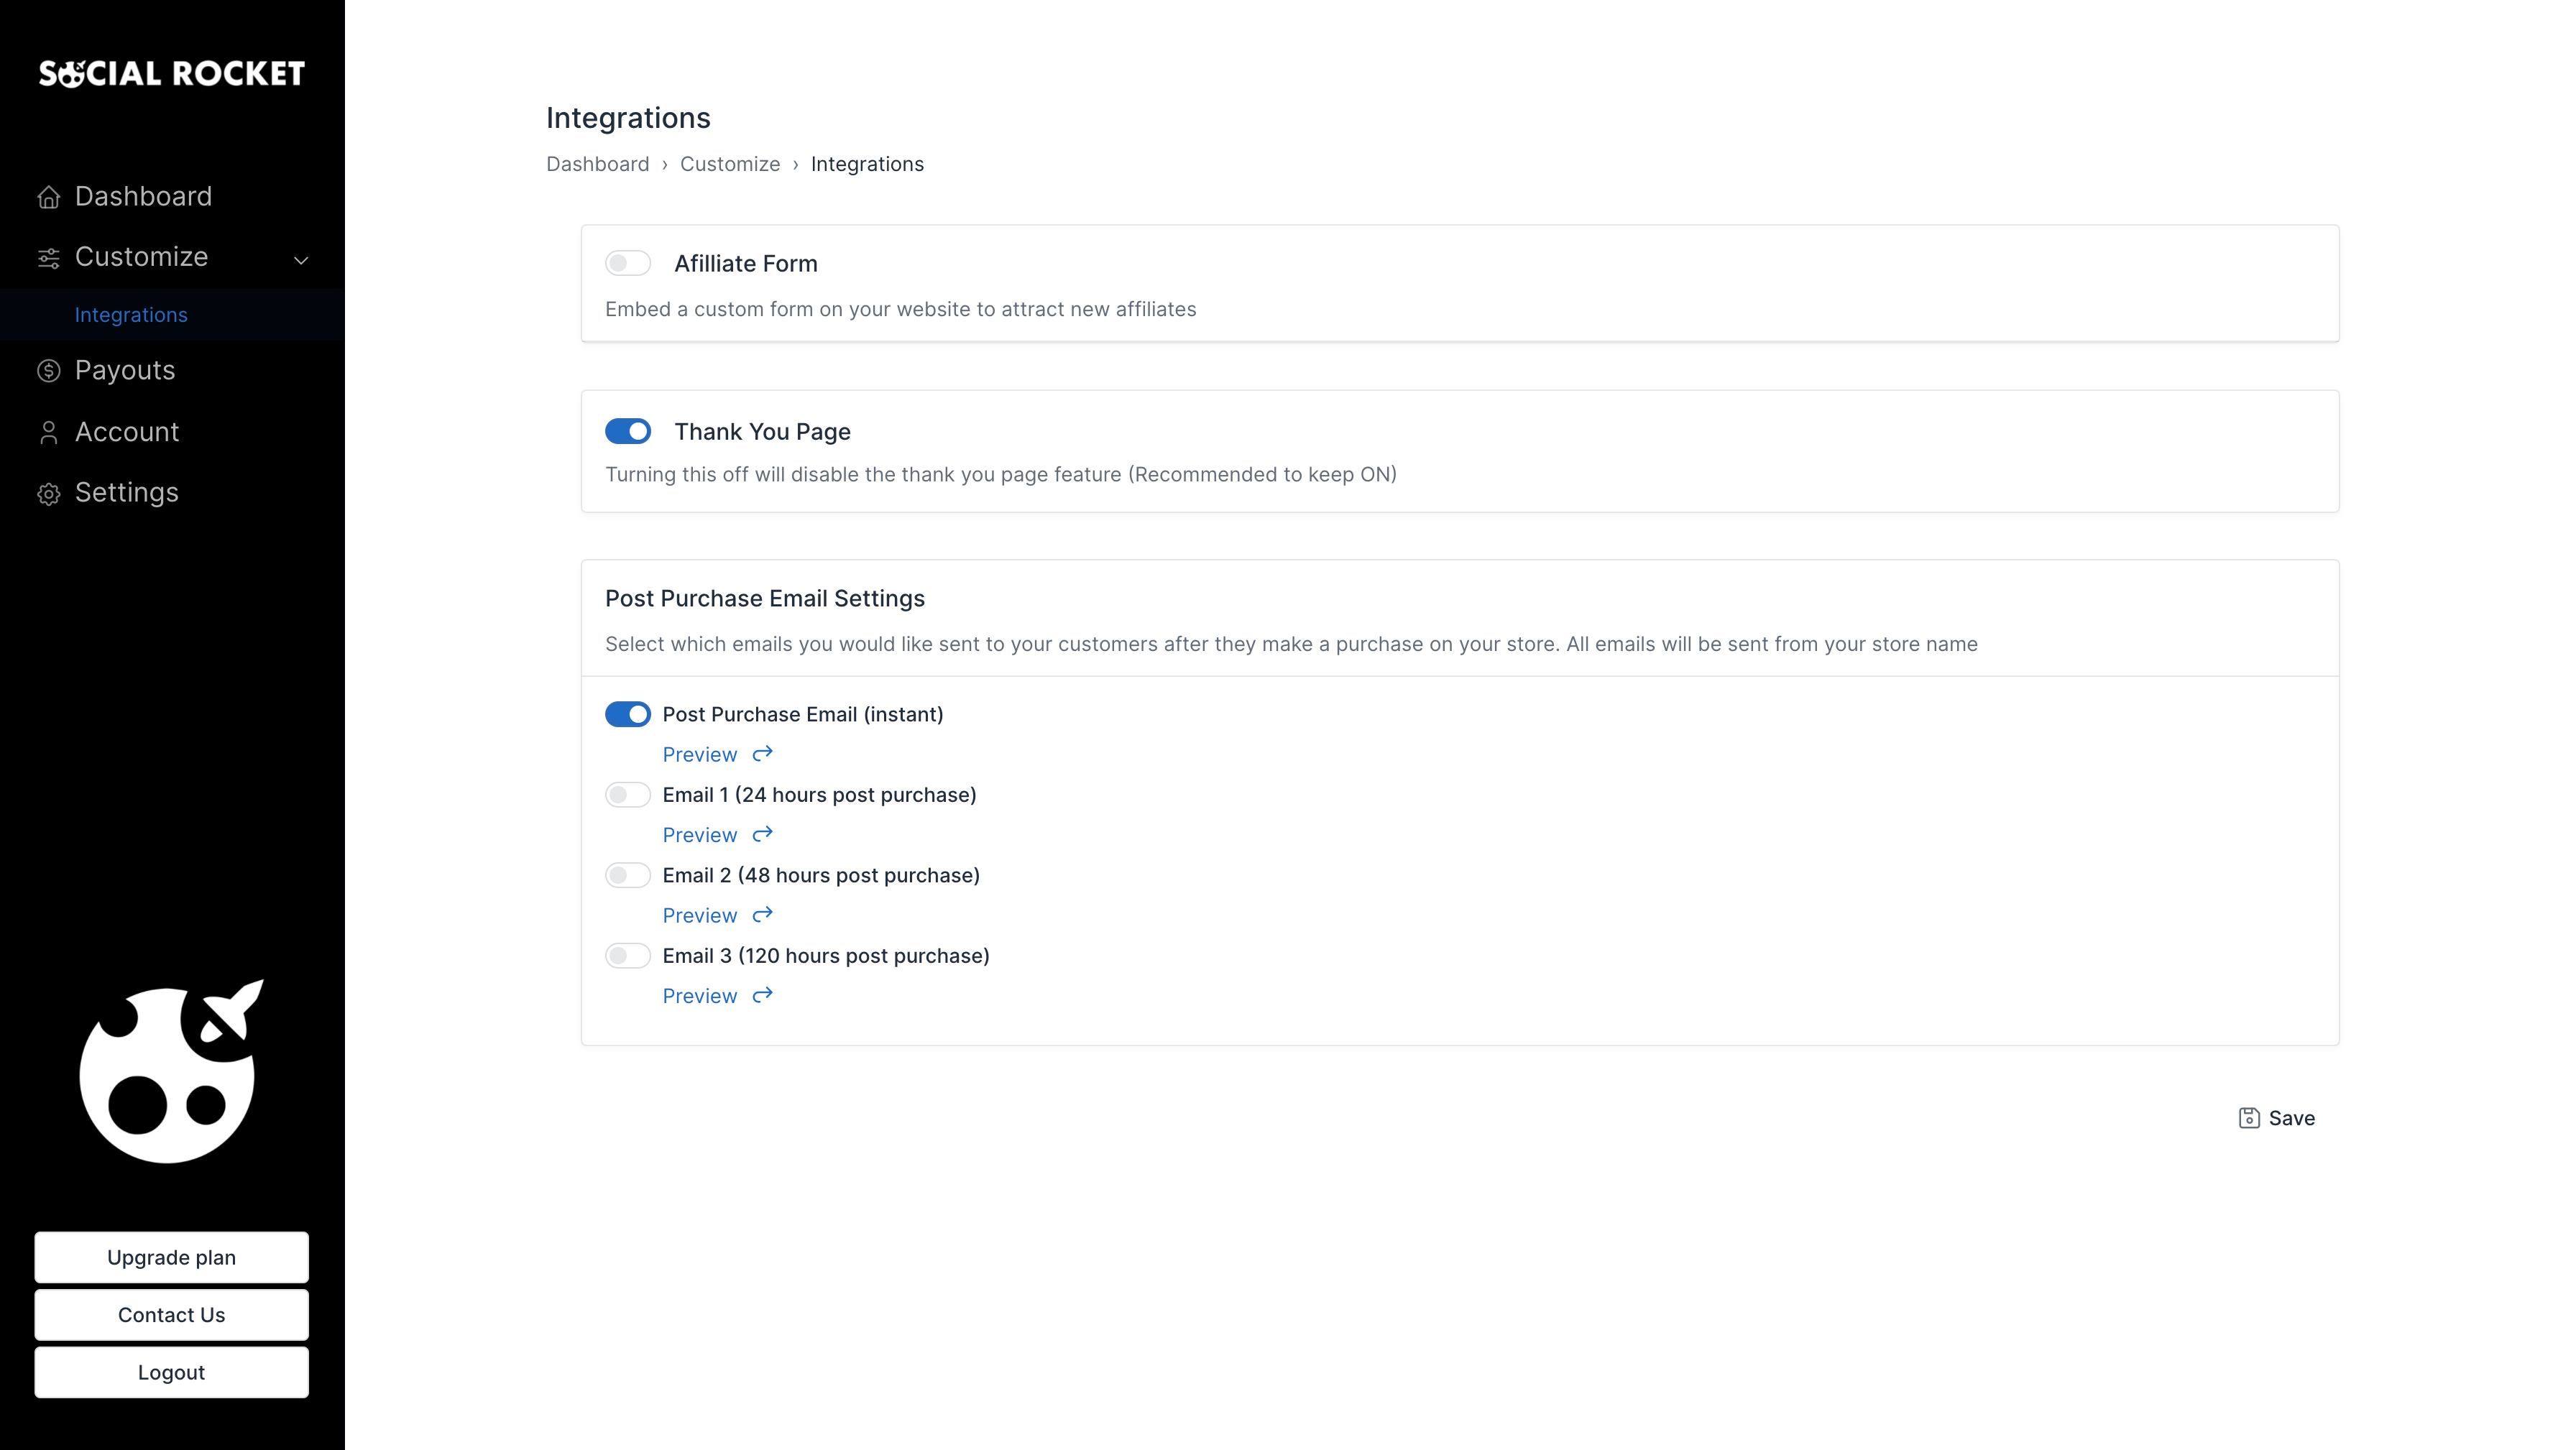 SOCIAL ROCKET
Dashboard
Customize
Integrations
Payouts
Account
Settings
Upgrade plan
Contact Us
Logout
Integrations
Dashboard › Customize › Integrations
Afilliate Form
Embed a custom form on your website to attract new affiliates
Thank You Page
Turning this off will disable the thank you page feature (Recommended to keep ON)
Post Purchase Email Settings
Select which emails you would like sent to your customers after they make a purchase on your store. All emails will be sent from your store name
Post Purchase Email (instant)
Preview
Email 1 (24 hours post purchase)
Preview
Email 2 (48 hours post purchase)
Preview
Email 3 (120 hours post purchase)
Preview
Save